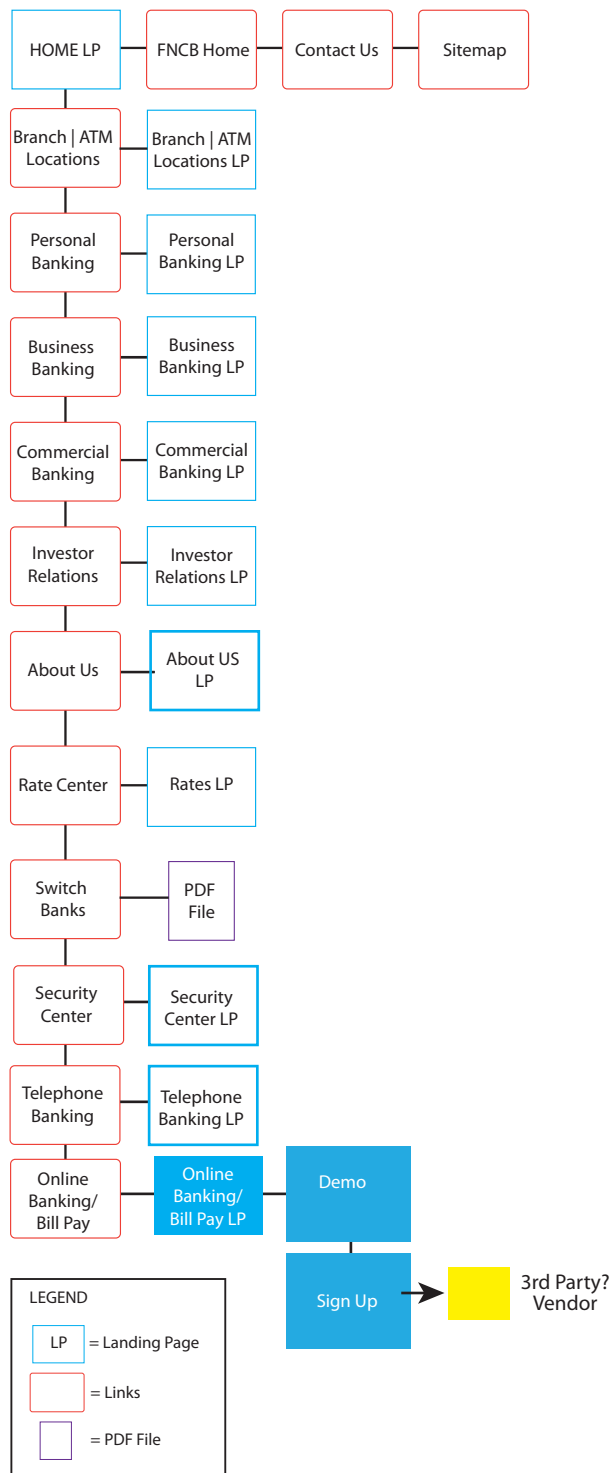 HOME LP
FNCB Home
Contact Us
Sitemap
Branch | ATM
Locations
Branch | ATM
Locations LP
Personal
Banking
Personal
Banking LP
Business
Banking
Business
Banking LP
Commercial
Banking
Commercial
Banking LP
Investor
Relations
Investor
Relations LP
About Us
About US
LP
Rate Center
Rates LP
Switch
Banks
PDF
File
Security
Center
Security
Center LP
Telephone
Banking
Telephone
Banking LP
Online
Banking/
Bill Pay
Online
Banking/
Bill Pay LP
Demo
Sign Up
3rd Party?
Vendor
LEGEND
LP = Landing Page
= Links
= PDF File